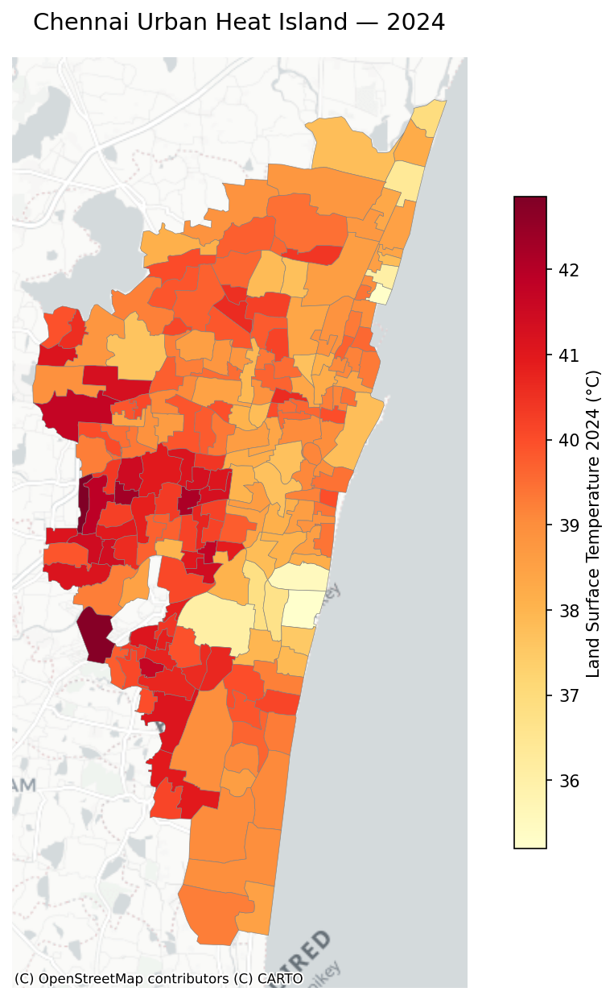 Chennai Urban Heat Island — 2024
42
41
40
39
38
37
36
Land Surface Temperature 2024 (°C)
(C) OpenStreetMap contributors (C) CARTO